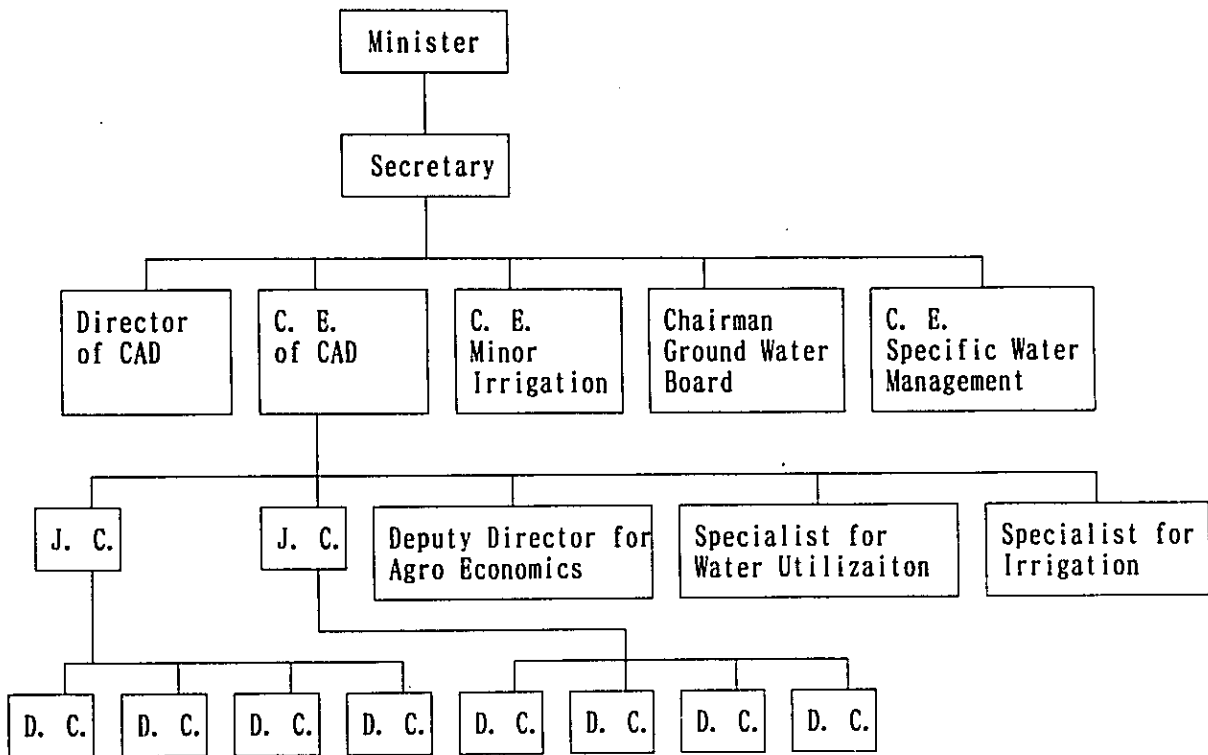 Minister
Secretary
Director
of CAD
C. E.
of CAD
C. E.
Minor
Irrigation
Chairman
Ground Water
Board
C. E.
Specific Water
Management
J. C.
J. C.
Deputy Director for
Agro Economics
Specialist for
Water Utilizaiton
Specialist for
Irrigation
D. C.
D. C.
D. C.
D. C.
D. C.
D. C.
D. C.
D. C.